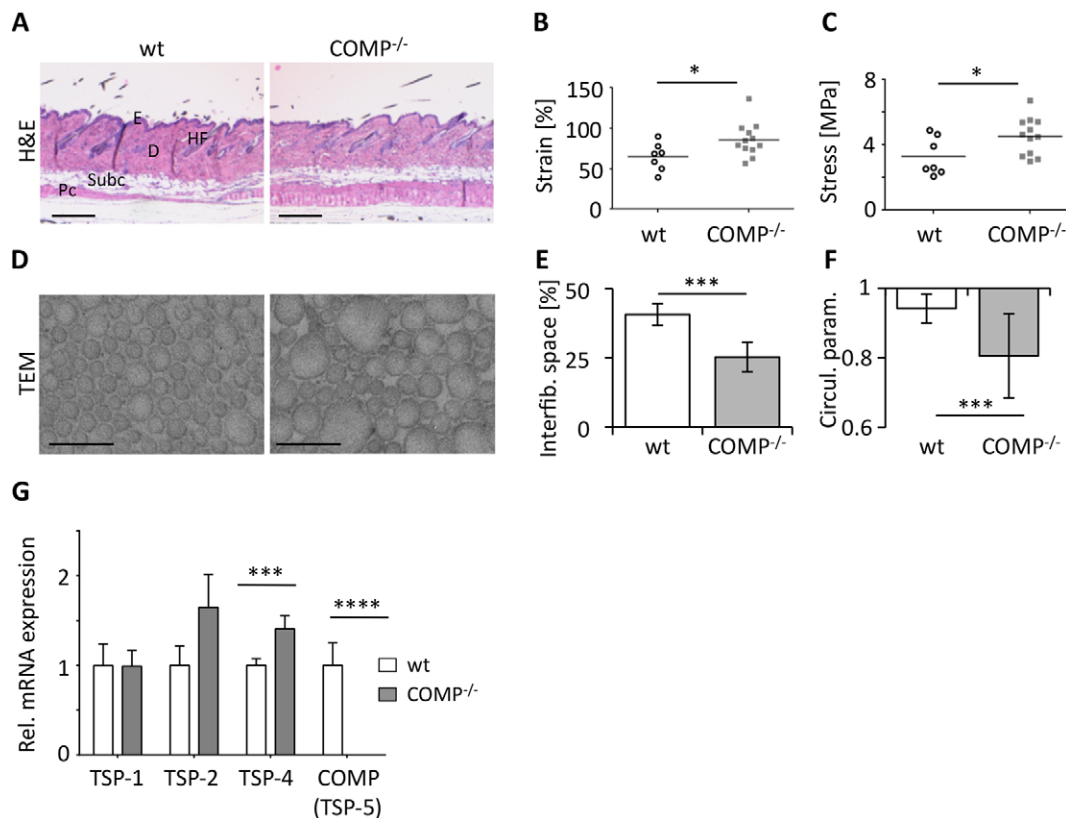 A
wt
COMP-/-
H&E
E
D
HF
Subc
Pc
B
*
Strain [%]
150
100
50
0
wt
COMP-/-
C
*
Stress [MPa]
8
4
0
wt
COMP-/-
D
TEM
E
***
Interfib. space [%]
50
25
0
wt
COMP-/-
F
Circul. param.
1
0.8
0.6
***
wt
COMP-/-
G
Rel. mRNA expression
2
1
0
***
****
wt
COMP-/-
TSP-1
TSP-2
TSP-4
COMP
(TSP-5)